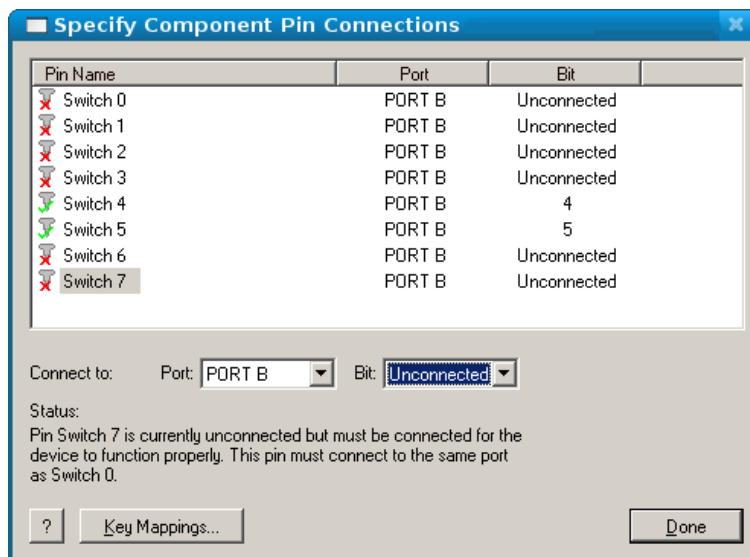 Specify Component Pin Connections
Pin Name Port Bit
Switch 0 PORT B Unconnected
Switch 1 PORT B Unconnected
Switch 2 PORT B Unconnected
Switch 3 PORT B Unconnected
Switch 4 PORT B 4
Switch 5 PORT B 5
Switch 6 PORT B Unconnected
Switch 7 PORT B Unconnected
Connect to: Port: PORT B Bit: Unconnected
Status:
Pin Switch 7 is currently unconnected but must be connected for the
device to function properly. This pin must connect to the same port
as Switch 0.
? Key Mappings... Done